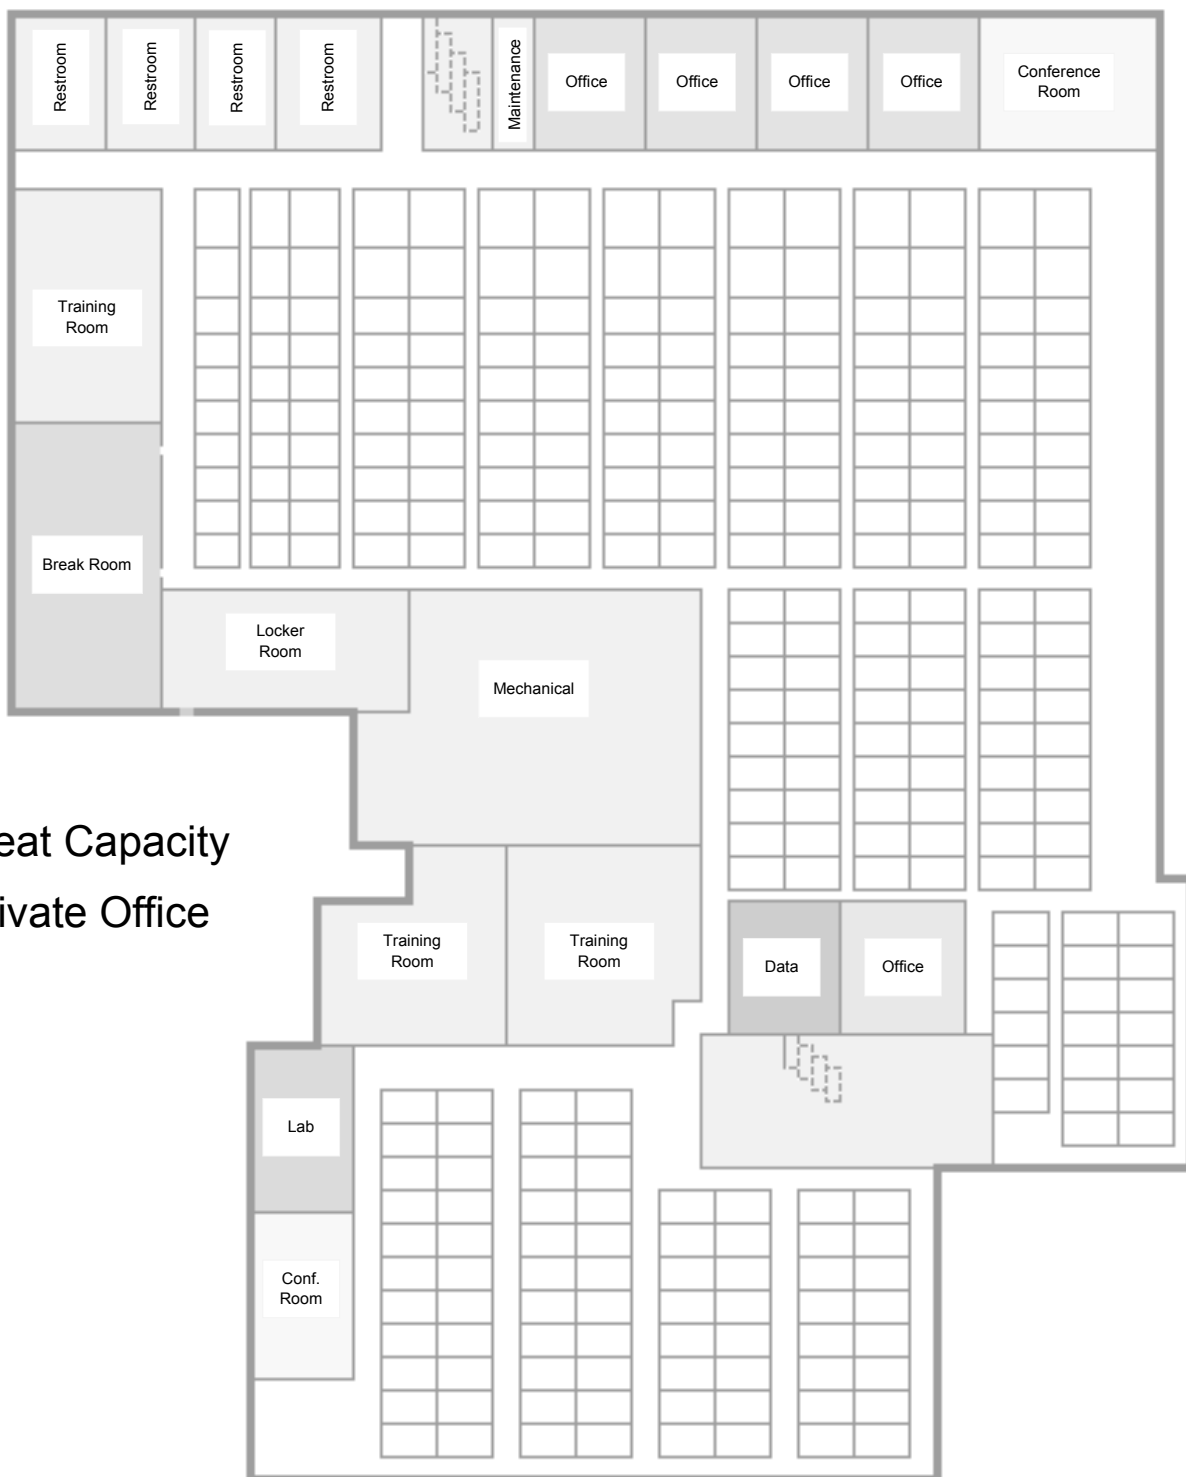 Restroom
Restroom
Restroom
Restroom
Maintenance
Office
Office
Office
Office
Conference
Room
Training
Room
Break Room
Locker
Room
Mechanical
eat Capacity
ivate Office
Training
Room
Training
Room
Data
Office
Lab
Conf.
Room